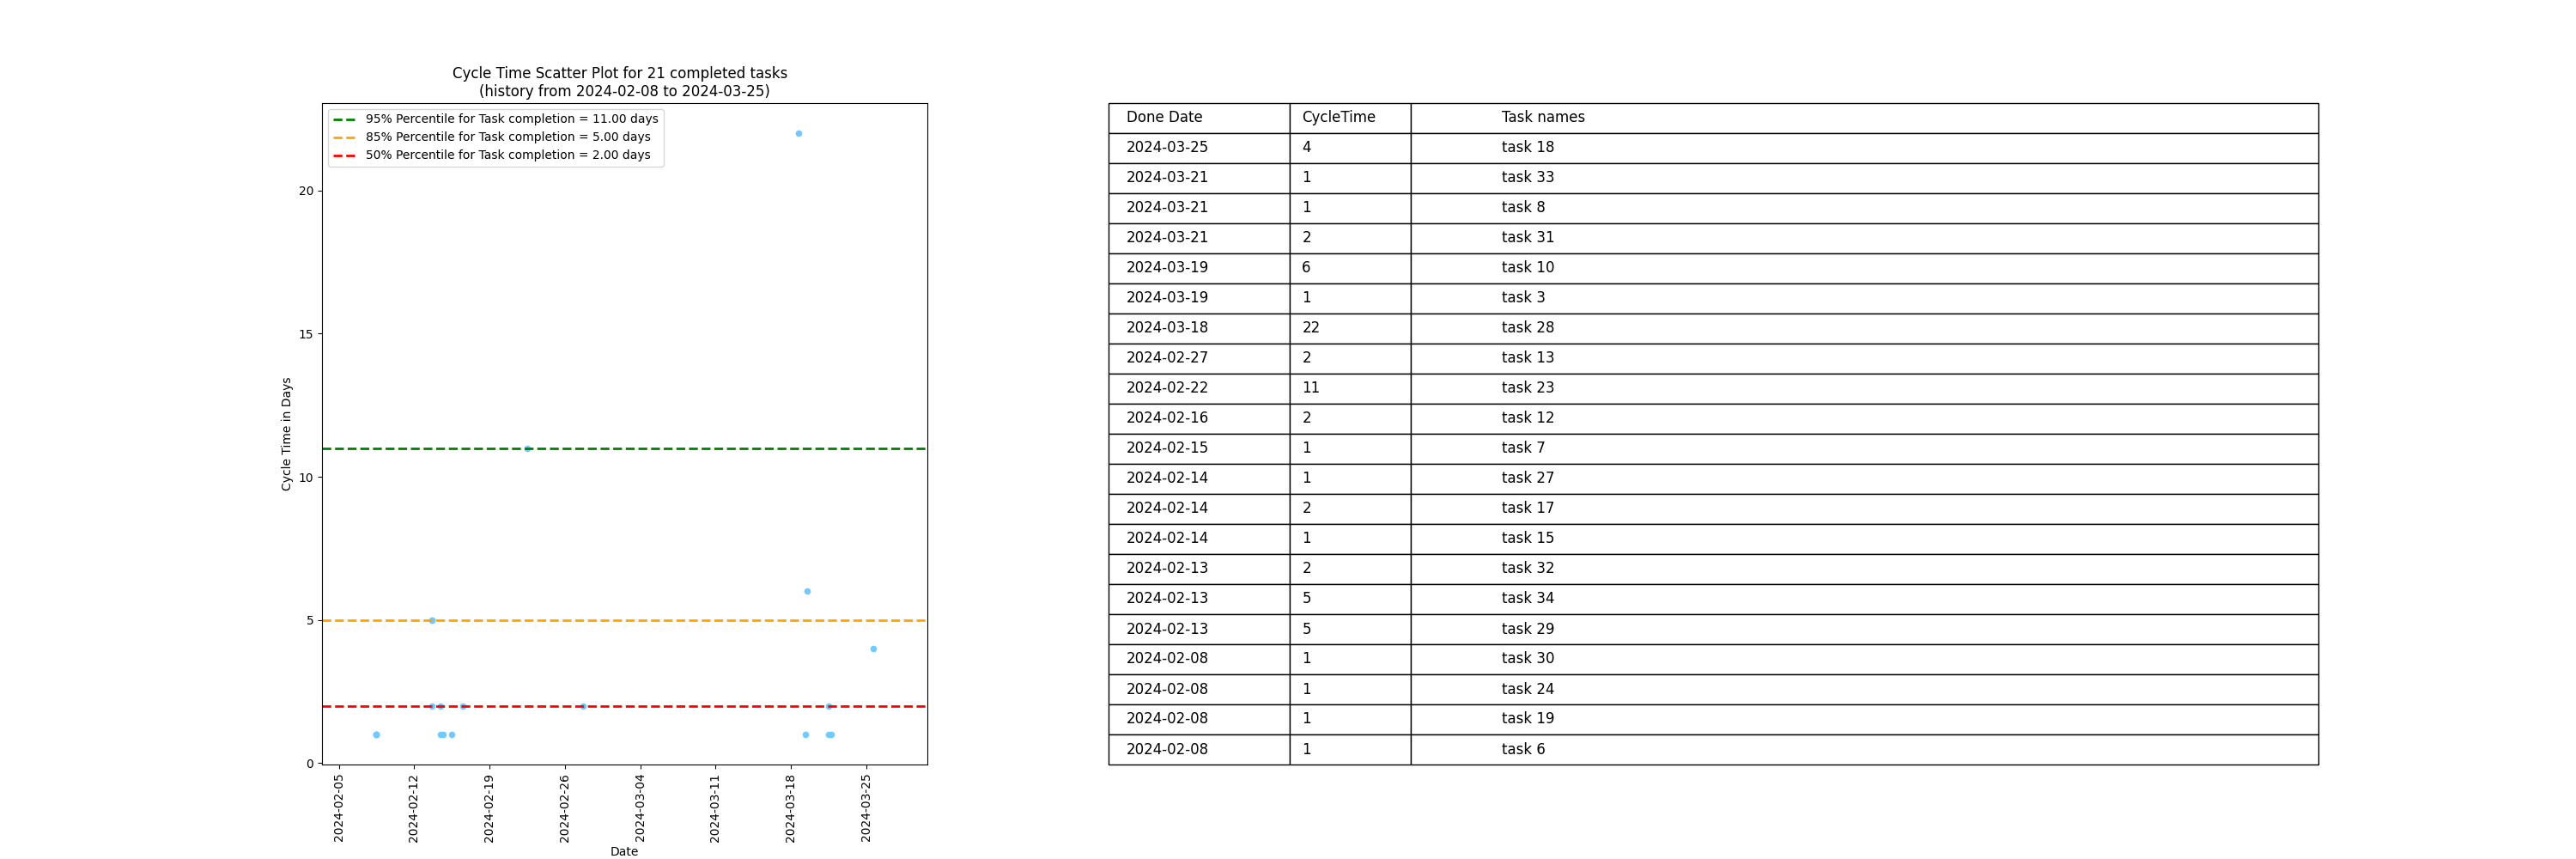 Cycle Time Scatter Plot for 21 completed tasks
(history from 2024-02-08 to 2024-03-25)
95% Percentile for Task completion = 11.00 days
85% Percentile for Task completion = 5.00 days
50% Percentile for Task completion = 2.00 days
Cycle Time in Days
20
15
10
5
0
2024-02-05
2024-02-12
2024-02-19
2024-02-26
2024-03-04
2024-03-11
2024-03-18
2024-03-25
Date
Done Date CycleTime Task names
2024-03-25 4 task 18
2024-03-21 1 task 33
2024-03-21 1 task 8
2024-03-21 2 task 31
2024-03-19 6 task 10
2024-03-19 1 task 3
2024-03-18 22 task 28
2024-02-27 2 task 13
2024-02-22 11 task 23
2024-02-16 2 task 12
2024-02-15 1 task 7
2024-02-14 1 task 27
2024-02-14 2 task 17
2024-02-14 1 task 15
2024-02-13 2 task 32
2024-02-13 5 task 34
2024-02-13 5 task 29
2024-02-08 1 task 30
2024-02-08 1 task 24
2024-02-08 1 task 19
2024-02-08 1 task 6